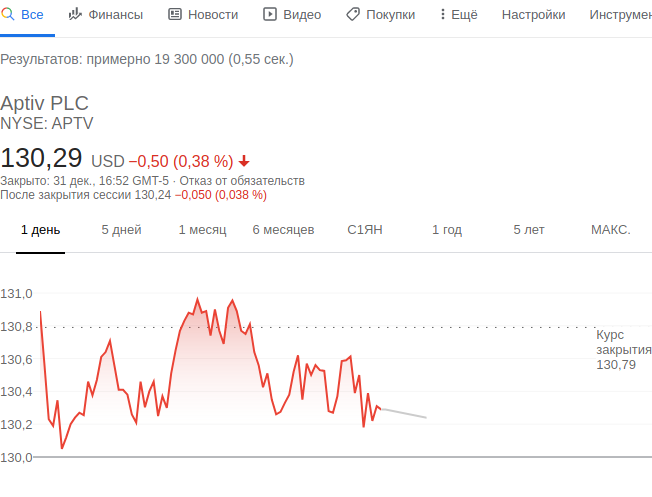 Все Финансы Новости Видео Покупки Ещё Настройки Инструмен
Результатов: примерно 19 300 000 (0,55 сек.)
Aptiv PLC
NYSE: APTV
130,29 USD −0,50 (0,38 %)
Закрыто: 31 дек., 16:52 GMT-5 · Отказ от обязательств
После закрытия сессии 130,24 −0,050 (0,038 %)
1 день 5 дней 1 месяц 6 месяцев С1ЯН 1 год 5 лет МАКС.
131,0
130,8
Курс
закрытия
130,79
130,6
130,4
130,2
130,0